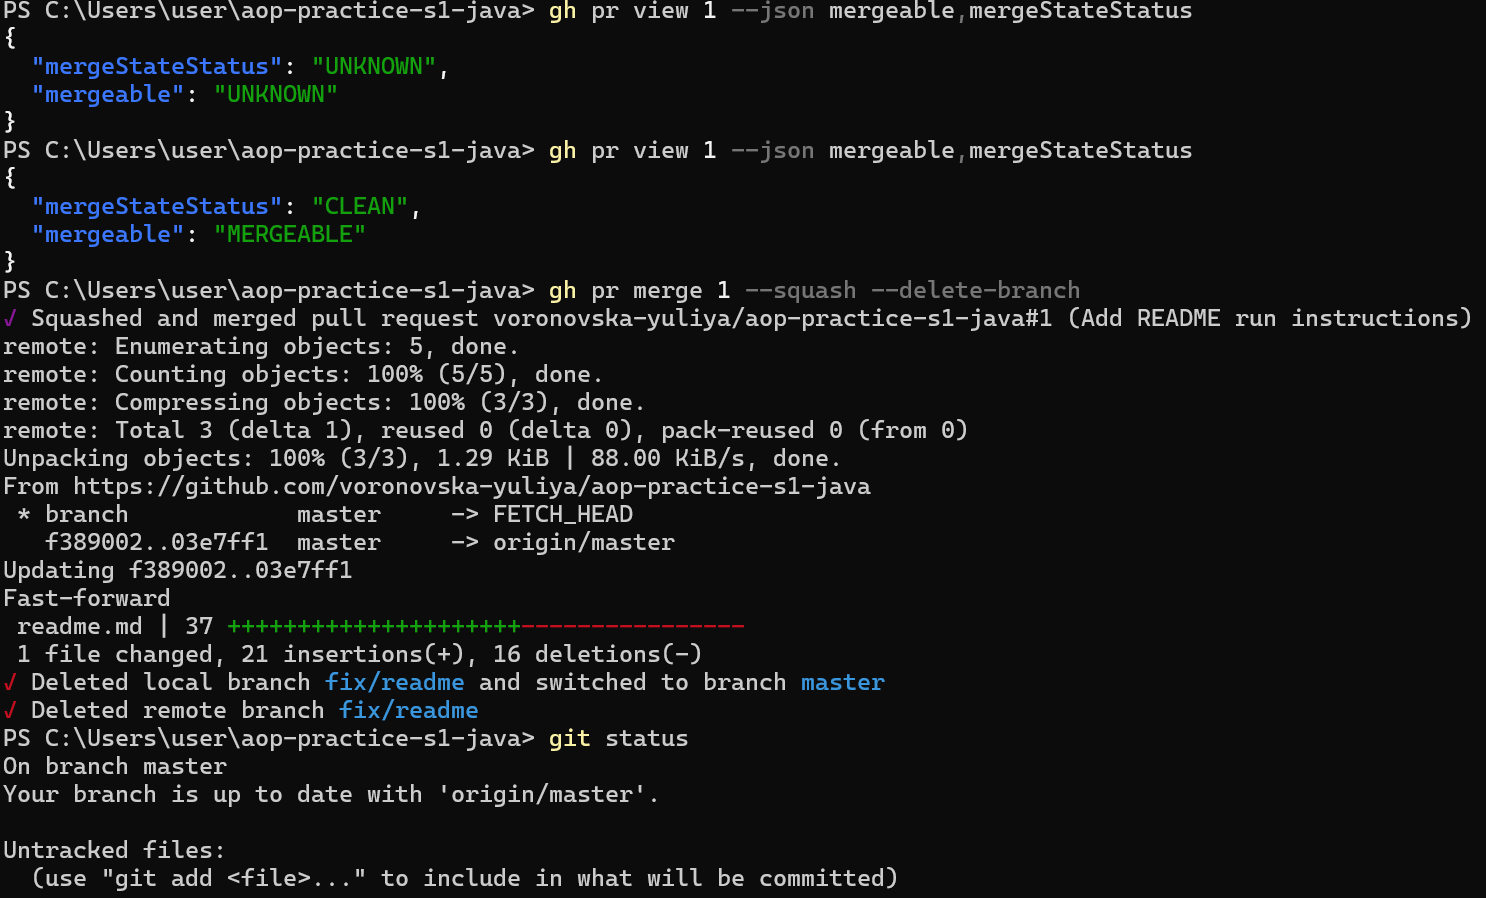 PS C:\Users\user\aop-practice-s1-java> gh pr view 1 --json mergeable,mergeStateStatus
{
  "mergeStateStatus": "UNKNOWN",
  "mergeable": "UNKNOWN"
}
PS C:\Users\user\aop-practice-s1-java> gh pr view 1 --json mergeable,mergeStateStatus
{
  "mergeStateStatus": "CLEAN",
  "mergeable": "MERGEABLE"
}
PS C:\Users\user\aop-practice-s1-java> gh pr merge 1 --squash --delete-branch
✓ Squashed and merged pull request voronovska-yuliya/aop-practice-s1-java#1 (Add README run instructions)
remote: Enumerating objects: 5, done.
remote: Counting objects: 100% (5/5), done.
remote: Compressing objects: 100% (3/3), done.
remote: Total 3 (delta 1), reused 0 (delta 0), pack-reused 0 (from 0)
Unpacking objects: 100% (3/3), 1.29 KiB | 88.00 KiB/s, done.
From https://github.com/voronovska-yuliya/aop-practice-s1-java
 * branch            master     -> FETCH_HEAD
   f389002..03e7ff1  master     -> origin/master
Updating f389002..03e7ff1
Fast-forward
 readme.md | 37 +++++++++++++++++++++----------------
 1 file changed, 21 insertions(+), 16 deletions(-)
✓ Deleted local branch fix/readme and switched to branch master
✓ Deleted remote branch fix/readme
PS C:\Users\user\aop-practice-s1-java> git status
On branch master
Your branch is up to date with 'origin/master'.

Untracked files:
  (use "git add <file>..." to include in what will be committed)